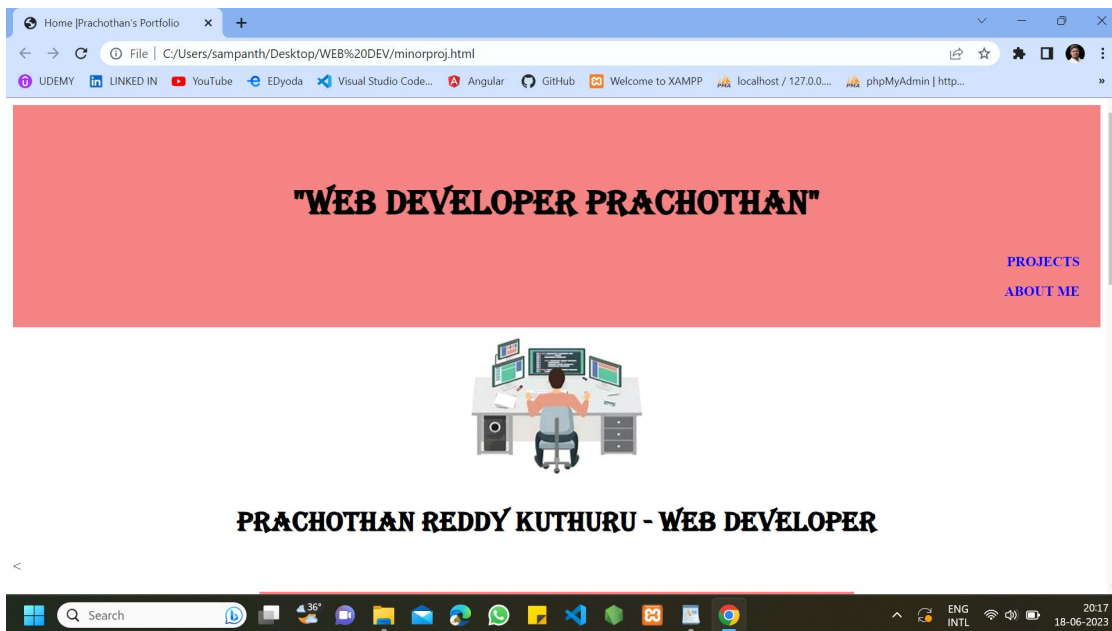 Home |Prachothan's Portfolio
File | C:/Users/sampanth/Desktop/WEB%20DEV/minorproj.html
UDEMY LINKED IN YouTube EDyoda Visual Studio Code... Angular GitHub Welcome to XAMPP localhost / 127.0.0.... phpMyAdmin | http... »
"WEB DEVELOPER PRACHOTHAN"
PROJECTS
ABOUT ME
PRACHOTHAN REDDY KUTHURU - WEB DEVELOPER
<
Search 36° ENG 20:17
INTL 18-06-2023